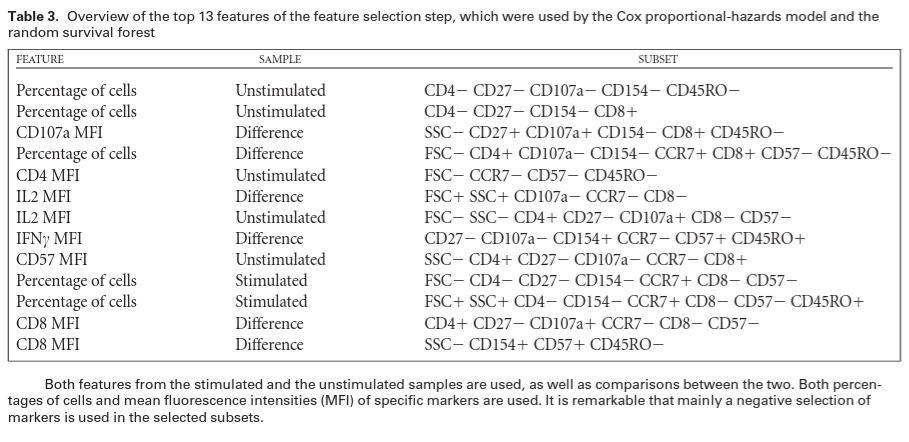 Table 3. Overview of the top 13 features of the feature selection step, which were used by the Cox proportional-hazards model and the
random survival forest
FEATURE SAMPLE SUBSET
Percentage of cells Unstimulated CD4− CD27− CD107a− CD154− CD45RO−
Percentage of cells Unstimulated CD4− CD27− CD154− CD8+
CD107a MFI Difference SSC− CD27+ CD107a+ CD154− CD8+ CD45RO−
Percentage of cells Difference FSC− CD4+ CD107a− CD154− CCR7+ CD8+ CD57− CD45RO−
CD4 MFI Unstimulated FSC− CCR7− CD57− CD45RO−
IL2 MFI Difference FSC+ SSC+ CD107a− CCR7− CD8−
IL2 MFI Unstimulated FSC− SSC− CD4+ CD27− CD107a+ CD8− CD57−
IFNγ MFI Difference CD27− CD107a− CD154+ CCR7− CD57+ CD45RO+
CD57 MFI Unstimulated SSC− CD4+ CD27− CD107a− CCR7− CD8+
Percentage of cells Stimulated FSC− CD4− CD27− CD154− CCR7+ CD8− CD57−
Percentage of cells Stimulated FSC+ SSC+ CD4− CD154− CCR7+ CD8− CD57− CD45RO+
CD8 MFI Difference CD4+ CD27− CD107a+ CCR7− CD8− CD57−
CD8 MFI Difference SSC− CD154+ CD57+ CD45RO−
Both features from the stimulated and the unstimulated samples are used, as well as comparisons between the two. Both percen-
tages of cells and mean fluorescence intensities (MFI) of specific markers are used. It is remarkable that mainly a negative selection of
markers is used in the selected subsets.